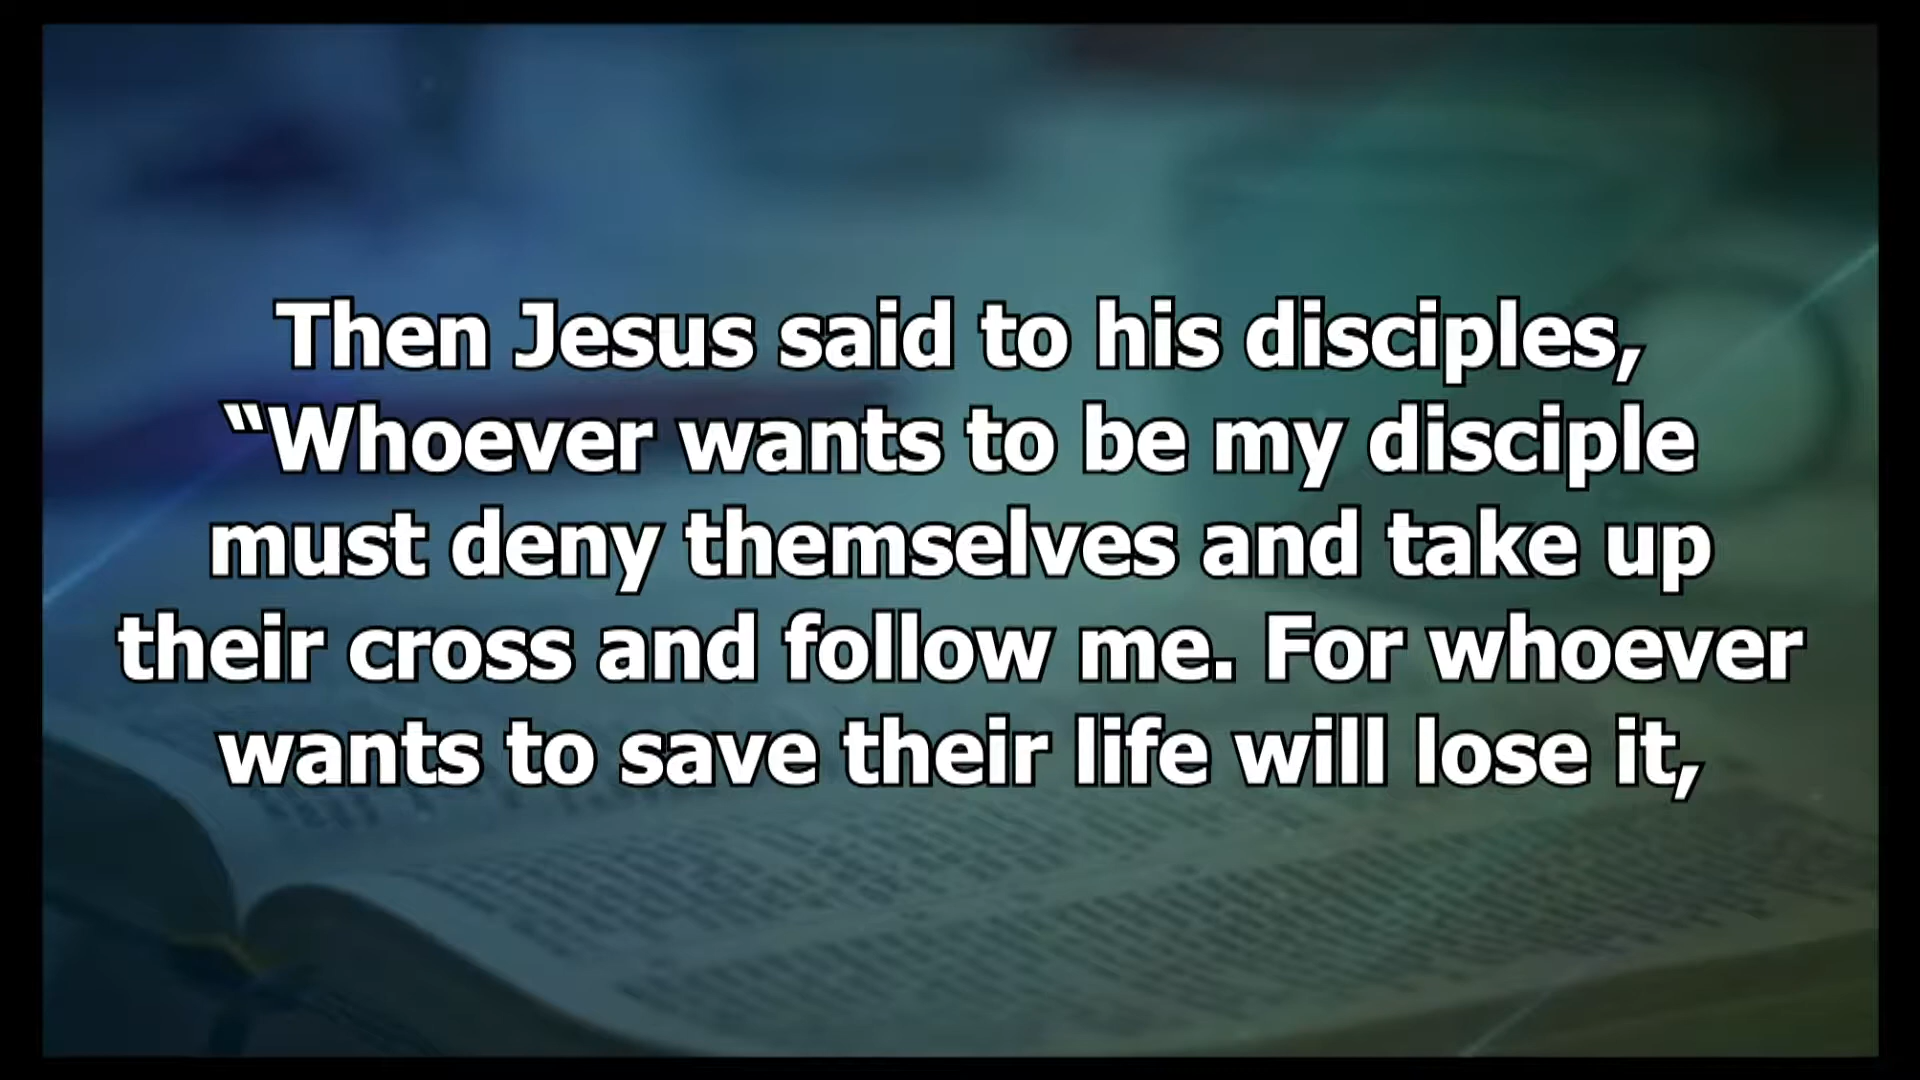 Then Jesus said to his disciples,
“Whoever wants to be my disciple
must deny themselves and take up
their cross and follow me. For whoever
wants to save their life will lose it,